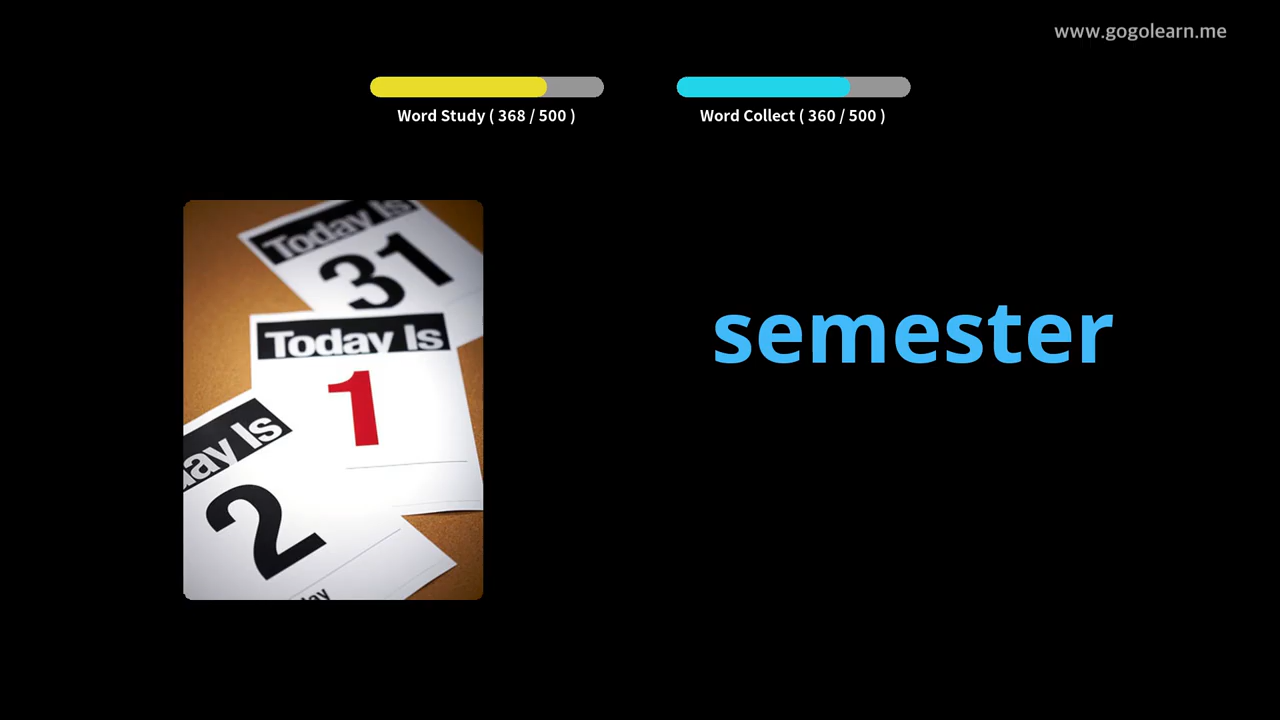 www.gogolearn.me
Word Study ( 368 / 500 )
Word Collect ( 360 / 500 )
Today Is
31
Today Is
1
ay Is
2
semester